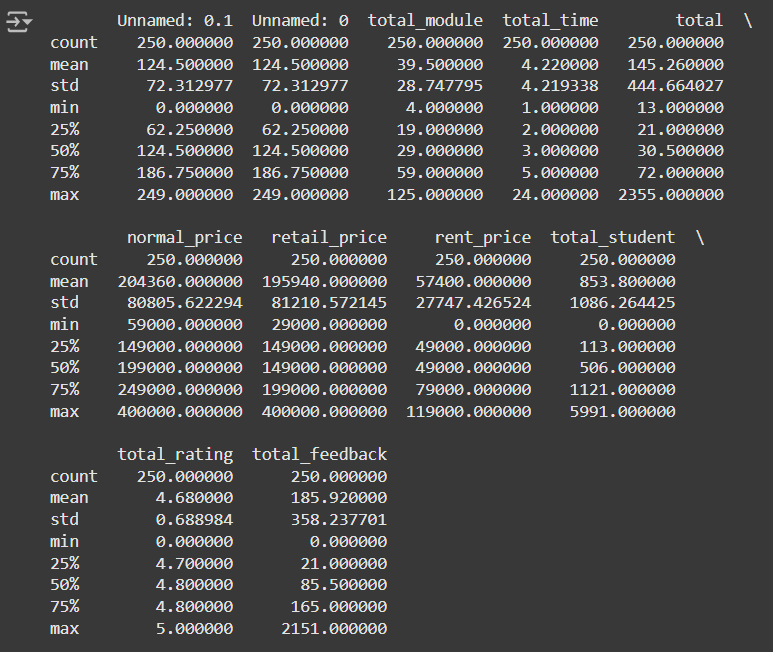 Unnamed: 0.1 Unnamed: 0 total_module total_time total \
count 250.000000 250.000000 250.000000 250.000000 250.000000
mean 124.500000 124.500000 39.500000 4.220000 145.260000
std 72.312977 72.312977 28.747795 4.219338 444.664027
min 0.000000 0.000000 4.000000 1.000000 13.000000
25% 62.250000 62.250000 19.000000 2.000000 21.000000
50% 124.500000 124.500000 29.000000 3.000000 30.500000
75% 186.750000 186.750000 59.000000 5.000000 72.000000
max 249.000000 249.000000 125.000000 24.000000 2355.000000
normal_price retail_price rent_price total_student \
count 250.000000 250.000000 250.000000 250.000000
mean 204360.000000 195940.000000 57400.000000 853.800000
std 80805.622294 81210.572145 27747.426524 1086.264425
min 59000.000000 29000.000000 0.000000 0.000000
25% 149000.000000 149000.000000 49000.000000 113.000000
50% 199000.000000 149000.000000 49000.000000 506.000000
75% 249000.000000 199000.000000 79000.000000 1121.000000
max 400000.000000 400000.000000 119000.000000 5991.000000
total_rating total_feedback
count 250.000000 250.000000
mean 4.680000 185.920000
std 0.688984 358.237701
min 0.000000 0.000000
25% 4.700000 21.000000
50% 4.800000 85.500000
75% 4.800000 165.000000
max 5.000000 2151.000000